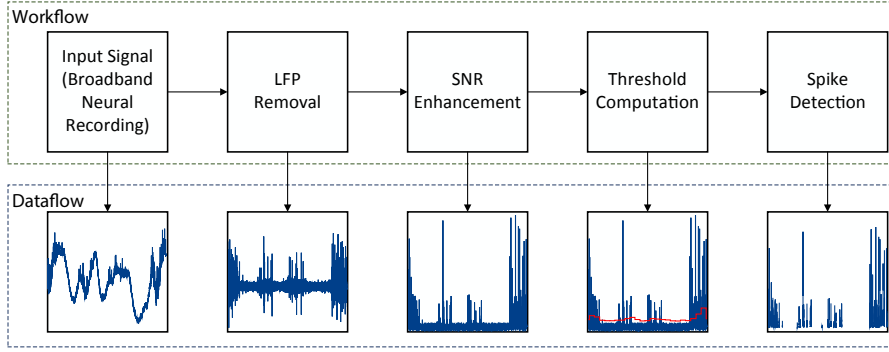 Workflow
Input Signal
(Broadband
Neural
Recording)
LFP
Removal
SNR
Enhancement
Threshold
Computation
Spike
Detection
Dataflow